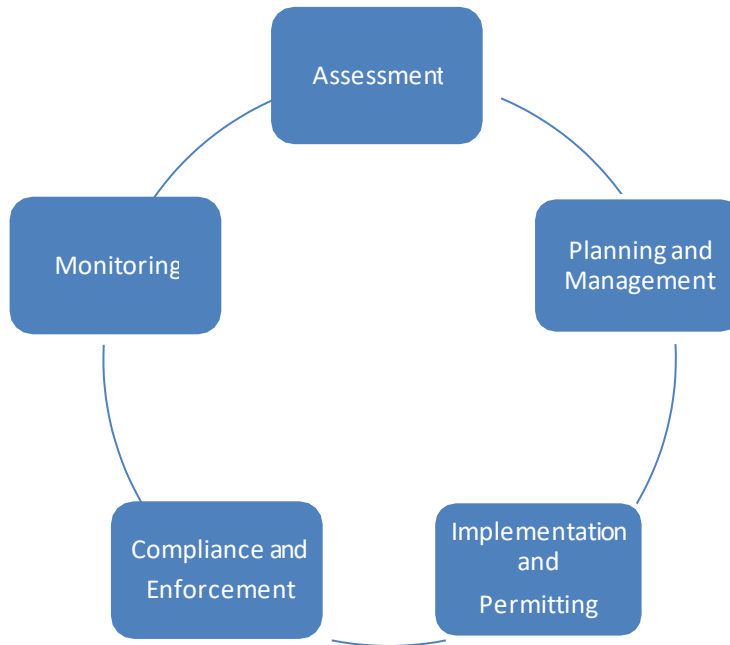 Assessment
Planning and
Management
Implementation
and
Permitting
Compliance and
Enforcement
Monitoring